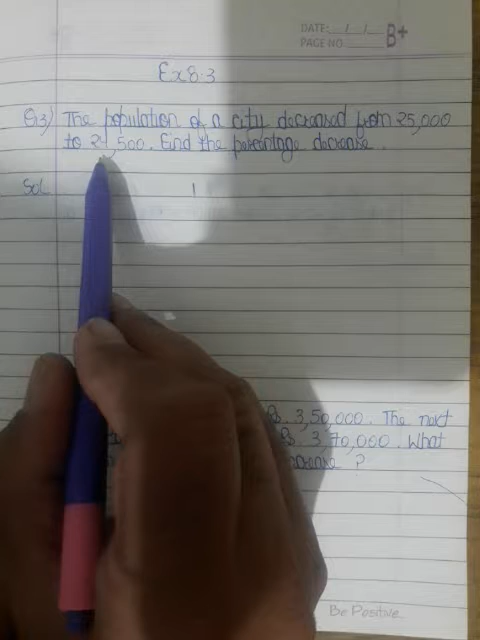 DATE: / /
PAGE NO. B+
Ex 8.3
Q3) The population of a city decreased from 25,000
to 24,500. Find the percentage decrease.
Sol
Rs. 3,50,000. The next
Rs. 3,70,000. What
?
Be Positive